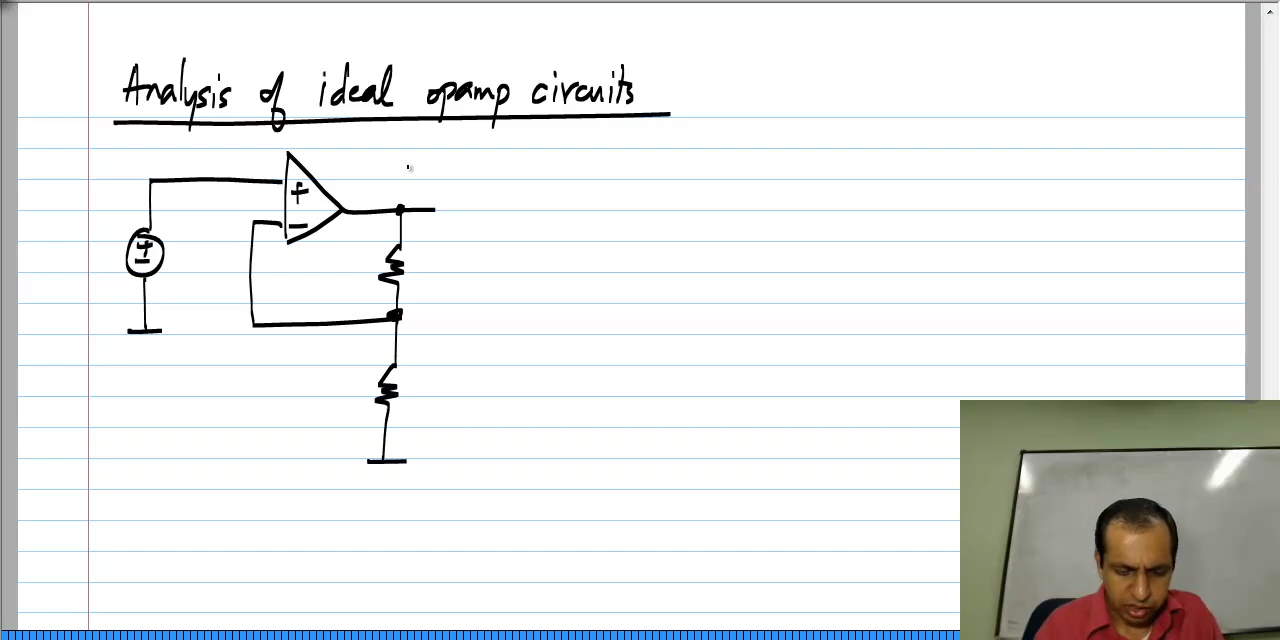 Analysis of ideal opamp circuits
+
−
+
−